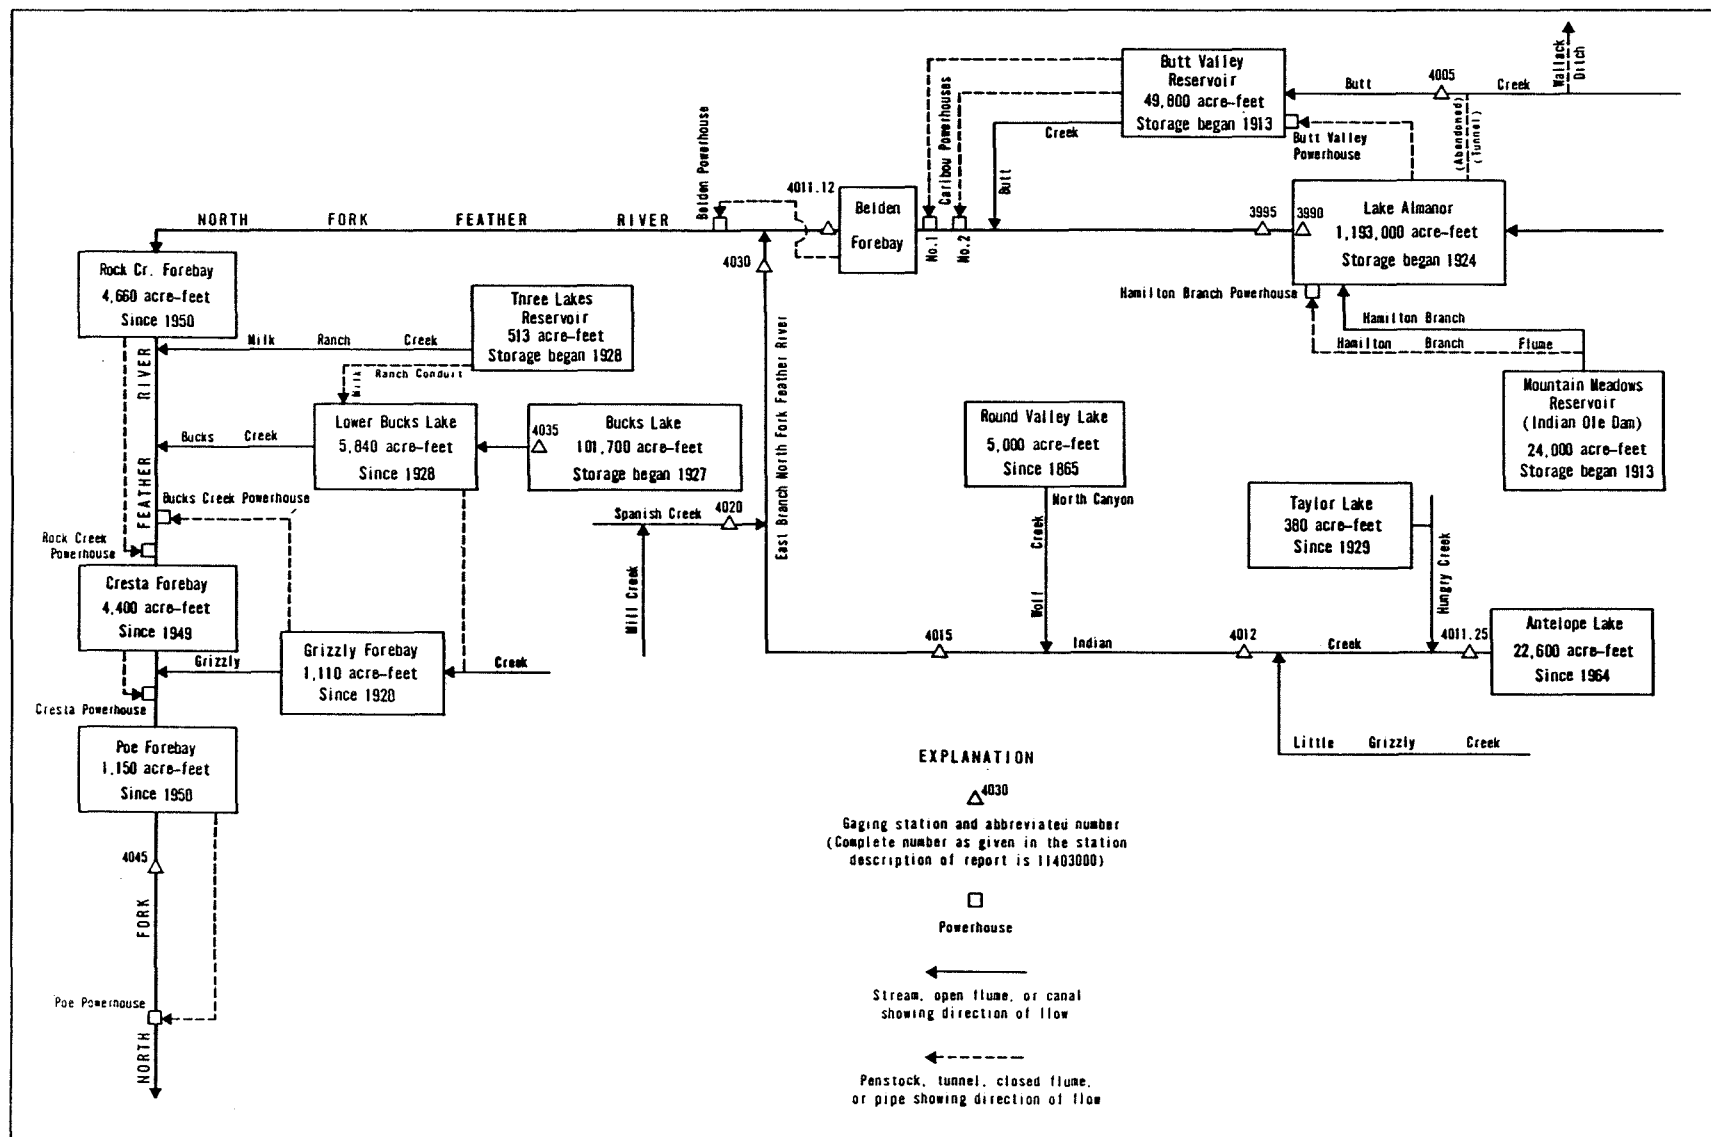 Wallack
Ditch
Butt Valley
Reservoir
49,800 acre-feet
Storage began 1913
Butt
4005
Creek
(Abandoned)
(Tunnel)
Butt Valley
Powerhouse
Caribou Powerhouses
No.1
No.2
Creek
Butt
Belden Powerhouse
4011.12
Belden
Forebay
3995
3990
Lake Almanor
1,193,000 acre-feet
Storage began 1924
NORTH FORK FEATHER RIVER
4030
Rock Cr. Forebay
4,660 acre-feet
Since 1950
Three Lakes
Reservoir
513 acre-feet
Storage began 1928
Milk Ranch Creek
Milk
Ranch Conduit
Hamilton Branch Powerhouse
Hamilton Branch
Hamilton Branch Flume
Mountain Meadows
Reservoir
(Indian Ole Dam)
24,000 acre-feet
Storage began 1913
RIVER
FEATHER
Lower Bucks Lake
5,840 acre-feet
Since 1928
4035
Bucks Lake
101,700 acre-feet
Storage began 1927
Bucks Creek
Bucks Creek Powerhouse
Rock Creek
Powerhouse
East Branch North Fork Feather River
Round Valley Lake
5,000 acre-feet
Since 1865
North Canyon
Creek
Wolf
Spanish Creek
4020
Mill Creek
Taylor Lake
380 acre-feet
Since 1929
Hungry Creek
Cresta Forebay
4,400 acre-feet
Since 1949
Grizzly
Grizzly Forebay
1,110 acre-feet
Since 1928
Creek
4015
Indian
4012
Creek
4011.25
Antelope Lake
22,600 acre-feet
Since 1964
Cresta Powerhouse
Poe Forebay
1,150 acre-feet
Since 1958
Little Grizzly Creek
4045
FORK
Poe Powerhouse
NORTH
EXPLANATION
4030
Gaging station and abbreviated number
(Complete number as given in the station
description of report is 11403000)
Powerhouse
Stream, open flume, or canal
showing direction of flow
Penstock, tunnel, closed flume,
or pipe showing direction of flow